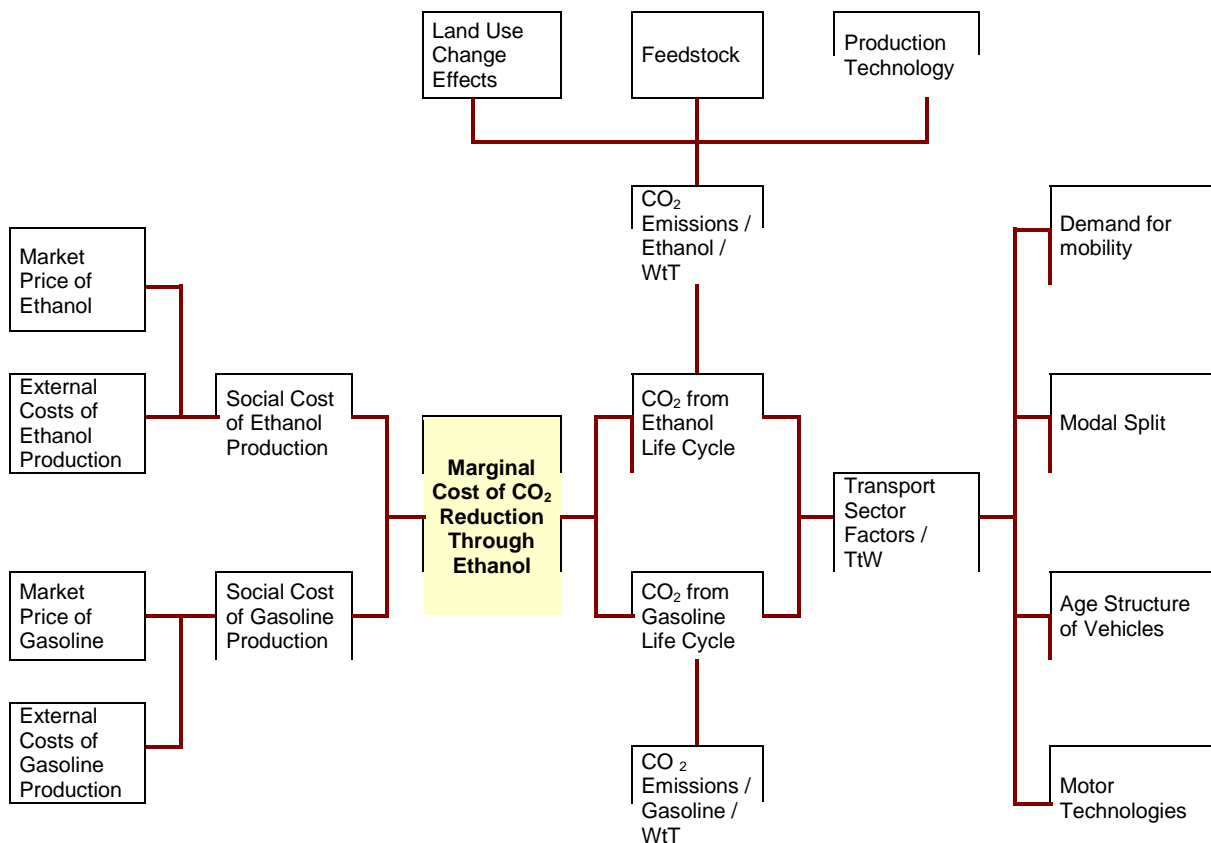 Land Use
Change
Effects
Feedstock
Production
Technology
CO₂
Emissions /
Ethanol /
WtT
Demand for
mobility
Market
Price of
Ethanol
External
Costs of
Ethanol
Production
Social Cost
of Ethanol
Production
CO₂ from
Ethanol
Life Cycle
Modal Split
Marginal
Cost of CO₂
Reduction
Through
Ethanol
Transport
Sector
Factors /
TtW
Market
Price of
Gasoline
Social Cost
of Gasoline
Production
CO₂ from
Gasoline
Life Cycle
Age Structure
of Vehicles
External
Costs of
Gasoline
Production
CO ₂
Emissions /
Gasoline /
WtT
Motor
Technologies